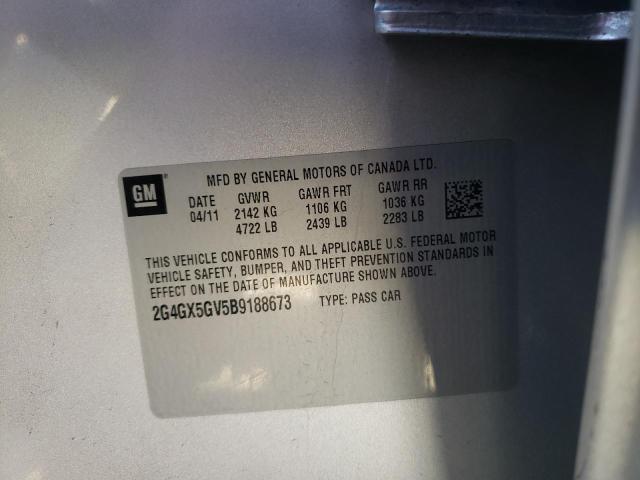 MFD BY GENERAL MOTORS OF CANADA LTD.
GM
DATE GVWR GAWR FRT GAWR RR
04/11 2142 KG 1106 KG 1036 KG
4722 LB 2439 LB 2283 LB
THIS VEHICLE CONFORMS TO ALL APPLICABLE U.S. FEDERAL MOTOR
VEHICLE SAFETY, BUMPER, AND THEFT PREVENTION STANDARDS IN
EFFECT ON THE DATE OF MANUFACTURE SHOWN ABOVE.
2G4GX5GV5B9188673 TYPE: PASS CAR